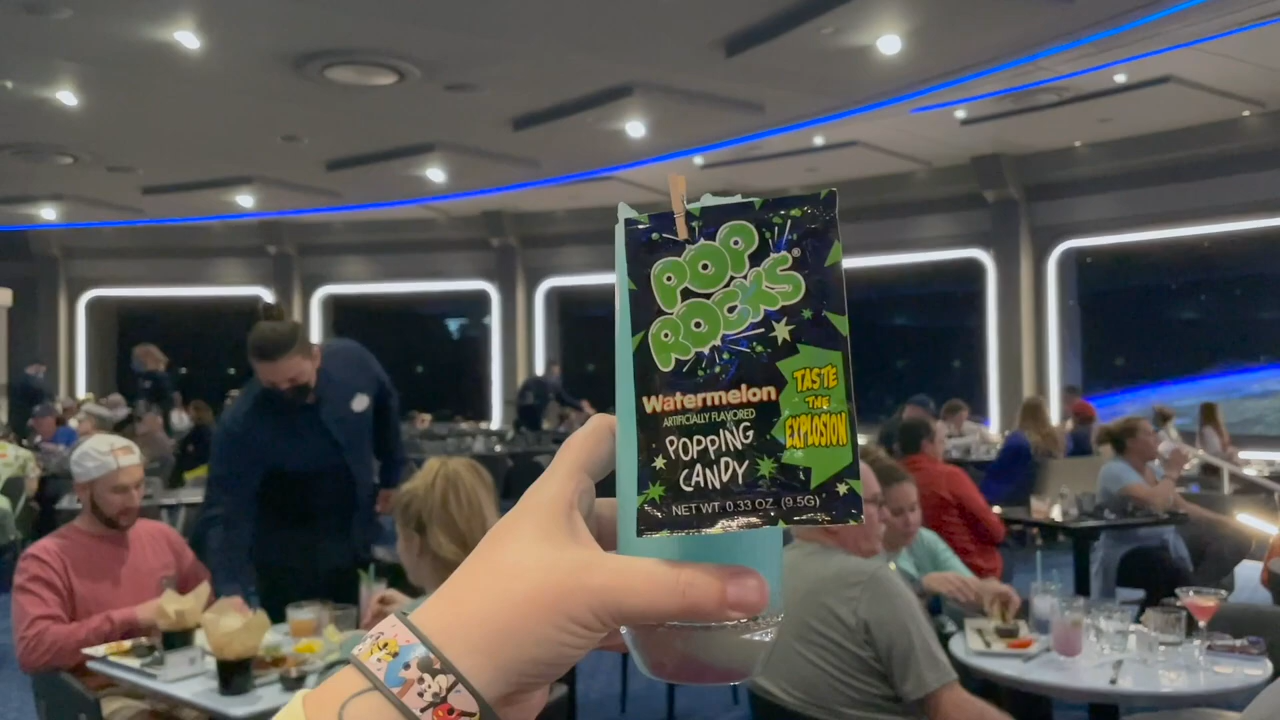 POP
ROCKS®
Watermelon
ARTIFICIALLY FLAVORED
POPPING
CANDY
TASTE
THE
EXPLOSION
NET WT. 0.33 OZ. (9.5G)